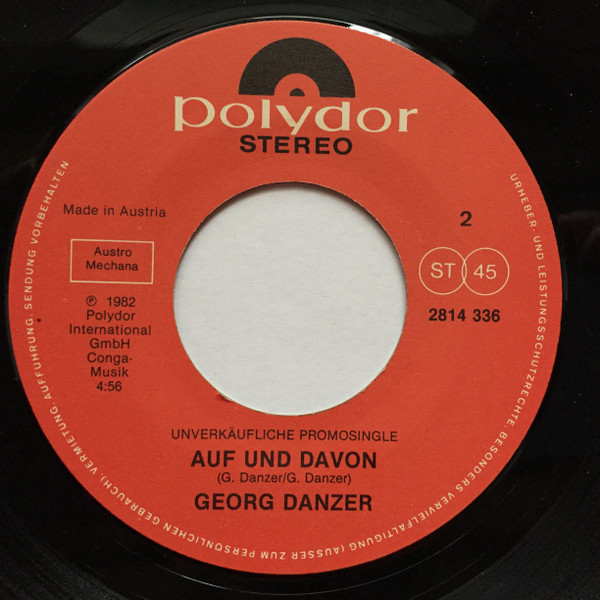 polydor
STEREO
Made in Austria
2
Austro
Mechana
ST 45
℗ 1982
Polydor
International
GmbH
Conga-
Musik
4:56
2814 336
UNVERKÄUFLICHE PROMOSINGLE
AUF UND DAVON
(G. Danzer/G. Danzer)
GEORG DANZER
URHEBER- UND LEISTUNGSSCHUTZRECHTE, BESONDERS VERVIELFÄLTIGUNG (AUSSER ZUM PERSÖNLICHEN GEBRAUCH), VERMIETUNG, AUFFÜHRUNG, SENDUNG VORBEHALTEN